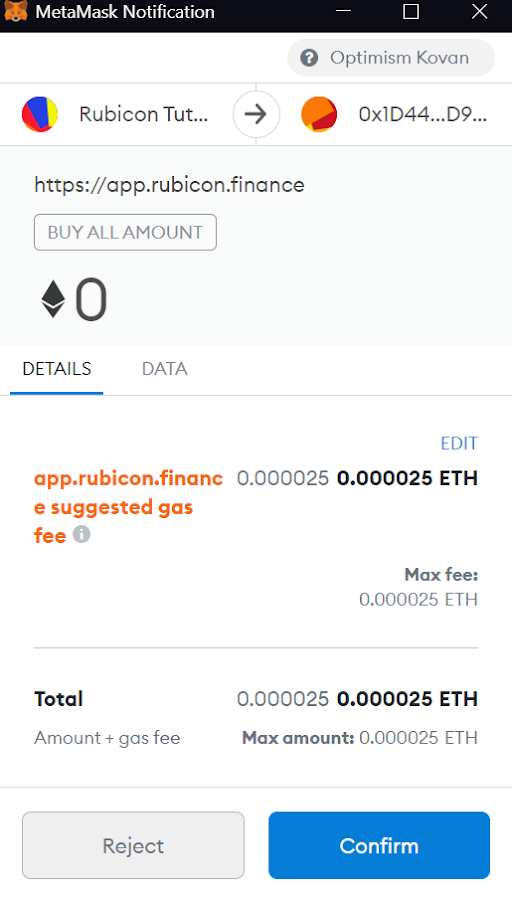 MetaMask Notification
Optimism Kovan
Rubicon Tut...
0x1D44...D9...
https://app.rubicon.finance
BUY ALL AMOUNT
0
DETAILS
DATA
EDIT
app.rubicon.financ 0.000025 0.000025 ETH
e suggested gas
fee
Max fee:
0.000025 ETH
Total 0.000025 0.000025 ETH
Amount + gas fee Max amount: 0.000025 ETH
Reject
Confirm